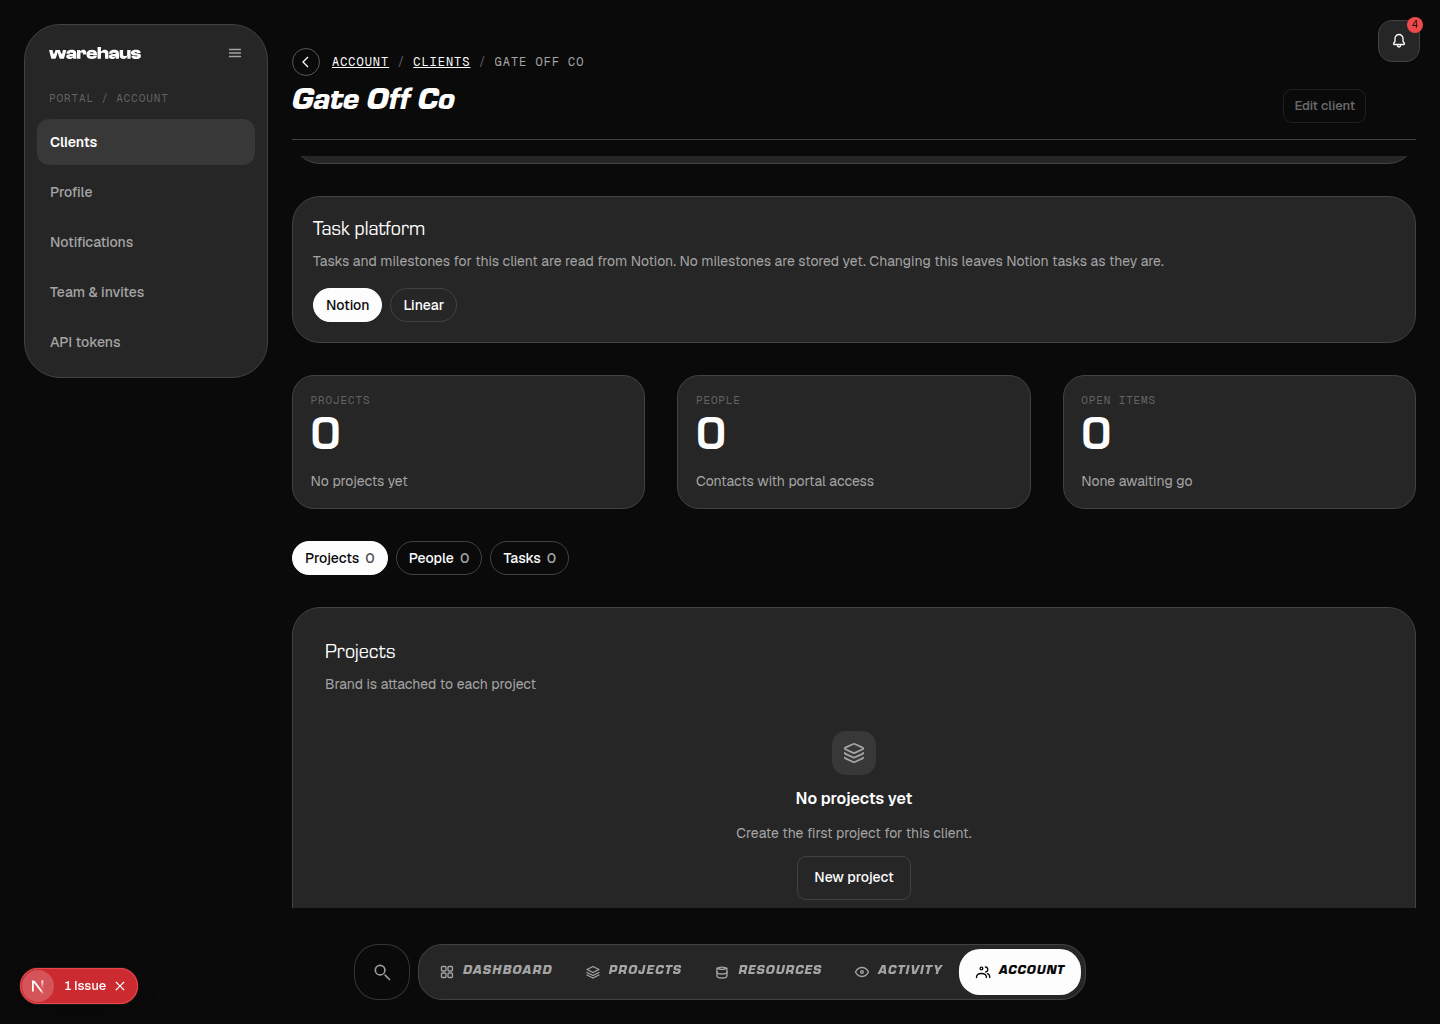 warehaus
PORTAL / ACCOUNT
Clients
Profile
Notifications
Team & invites
API tokens
4
ACCOUNT / CLIENTS / GATE OFF CO
Gate Off Co
Edit client
Task platform
Tasks and milestones for this client are read from Notion. No milestones are stored yet. Changing this leaves Notion tasks as they are.
Notion Linear
PROJECTS
0
No projects yet
PEOPLE
0
Contacts with portal access
OPEN ITEMS
0
None awaiting go
Projects 0 People 0 Tasks 0
Projects
Brand is attached to each project
No projects yet
Create the first project for this client.
New project
DASHBOARD PROJECTS RESOURCES ACTIVITY ACCOUNT
N 1 Issue